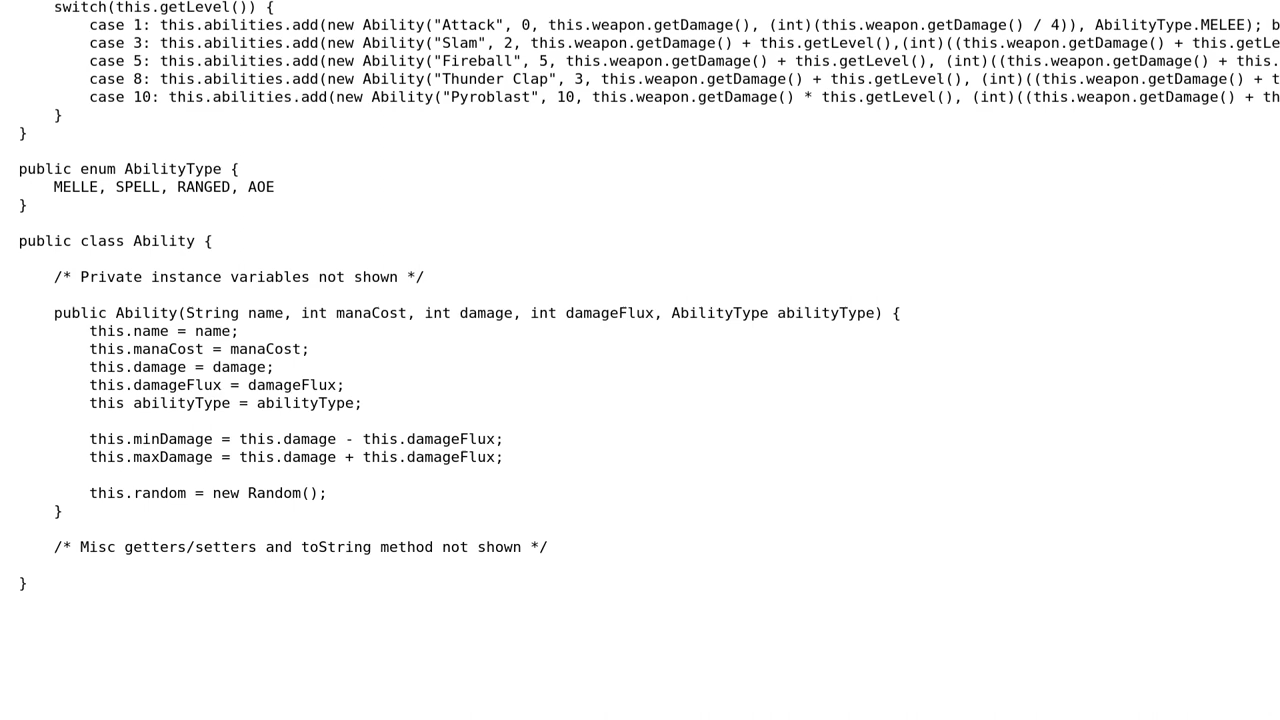 switch(this.getLevel()) {
case 1: this.abilities.add(new Ability("Attack", 0, this.weapon.getDamage(), (int)(this.weapon.getDamage() / 4)), AbilityType.MELEE); b
case 3: this.abilities.add(new Ability("Slam", 2, this.weapon.getDamage() + this.getLevel(),(int)((this.weapon.getDamage() + this.getLe
case 5: this.abilities.add(new Ability("Fireball", 5, this.weapon.getDamage() + this.getLevel(), (int)((this.weapon.getDamage() + this.
case 8: this.abilities.add(new Ability("Thunder Clap", 3, this.weapon.getDamage() + this.getLevel(), (int)((this.weapon.getDamage() + t
case 10: this.abilities.add(new Ability("Pyroblast", 10, this.weapon.getDamage() * this.getLevel(), (int)((this.weapon.getDamage() + th
}
}
public enum AbilityType {
MELLE, SPELL, RANGED, AOE
}
public class Ability {
/* Private instance variables not shown */
public Ability(String name, int manaCost, int damage, int damageFlux, AbilityType abilityType) {
this.name = name;
this.manaCost = manaCost;
this.damage = damage;
this.damageFlux = damageFlux;
this abilityType = abilityType;
this.minDamage = this.damage - this.damageFlux;
this.maxDamage = this.damage + this.damageFlux;
this.random = new Random();
}
/* Misc getters/setters and toString method not shown */
}